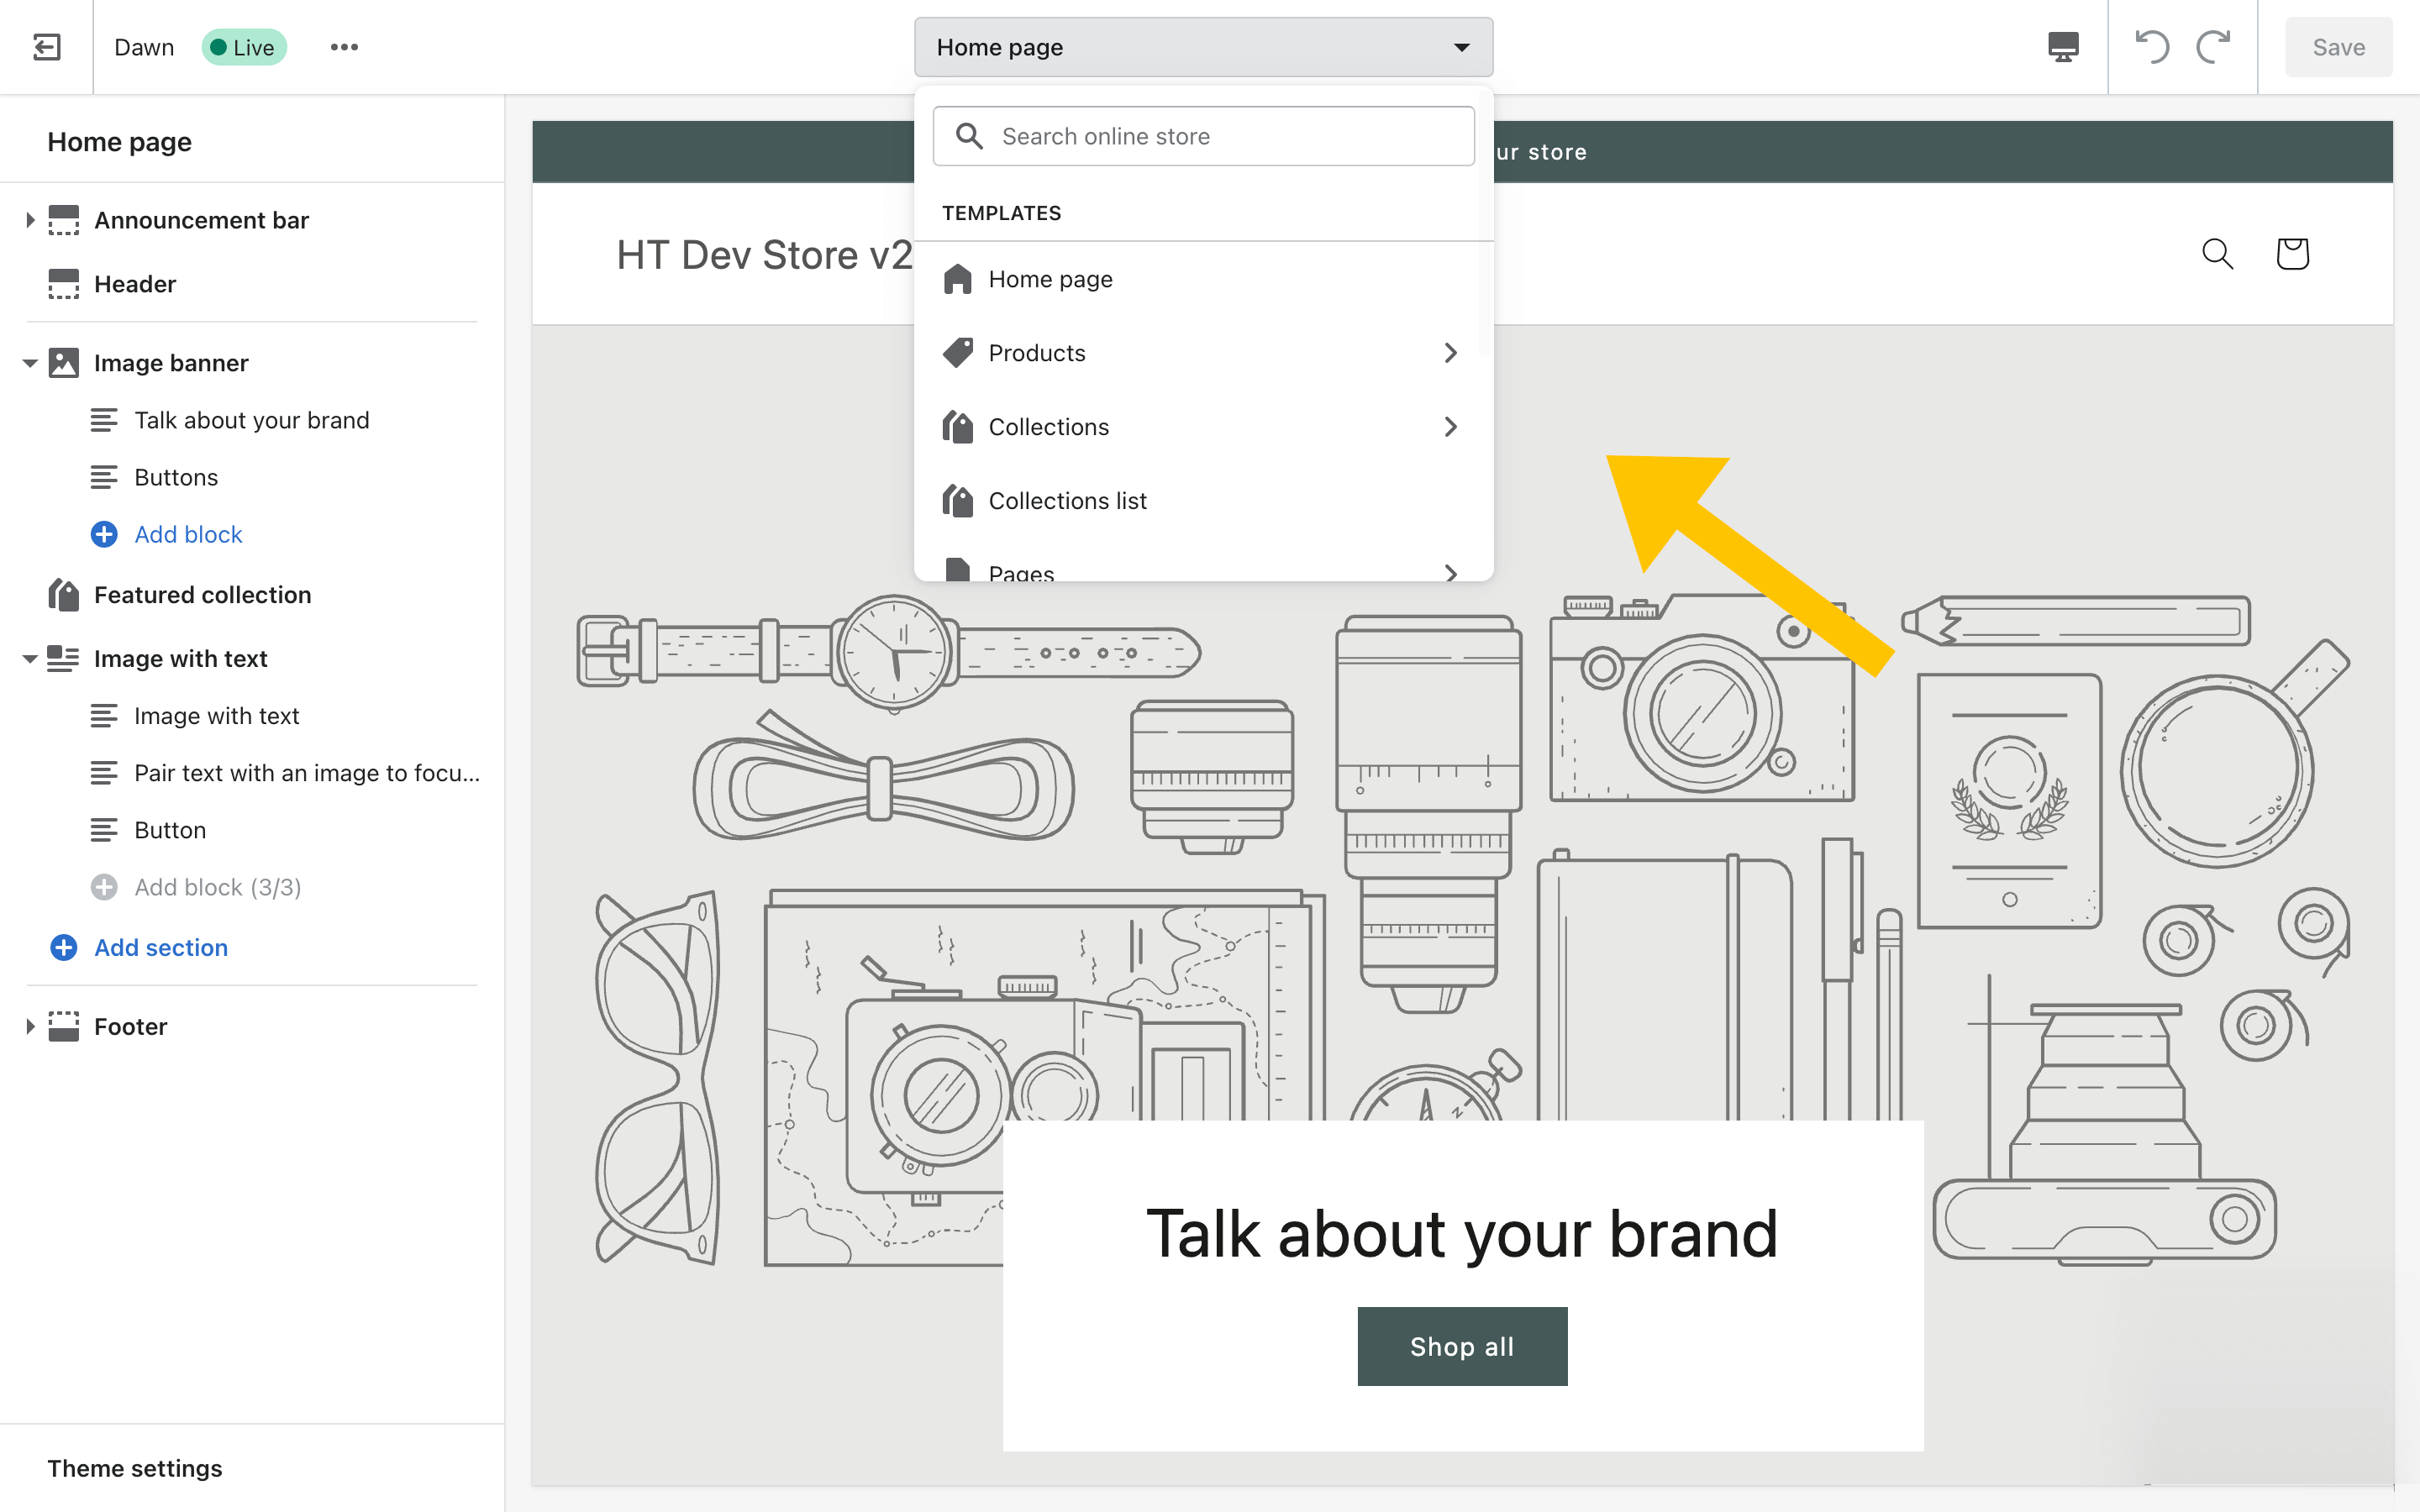 Dawn
Live
Home page
Save
Home page
Announcement bar
Header
Image banner
Talk about your brand
Buttons
Add block
Featured collection
Image with text
Image with text
Pair text with an image to focu...
Button
Add block (3/3)
Add section
Footer
Theme settings
Search online store
TEMPLATES
Home page
Products
Collections
Collections list
Pages
ur store
HT Dev Store v2
Talk about your brand
Shop all